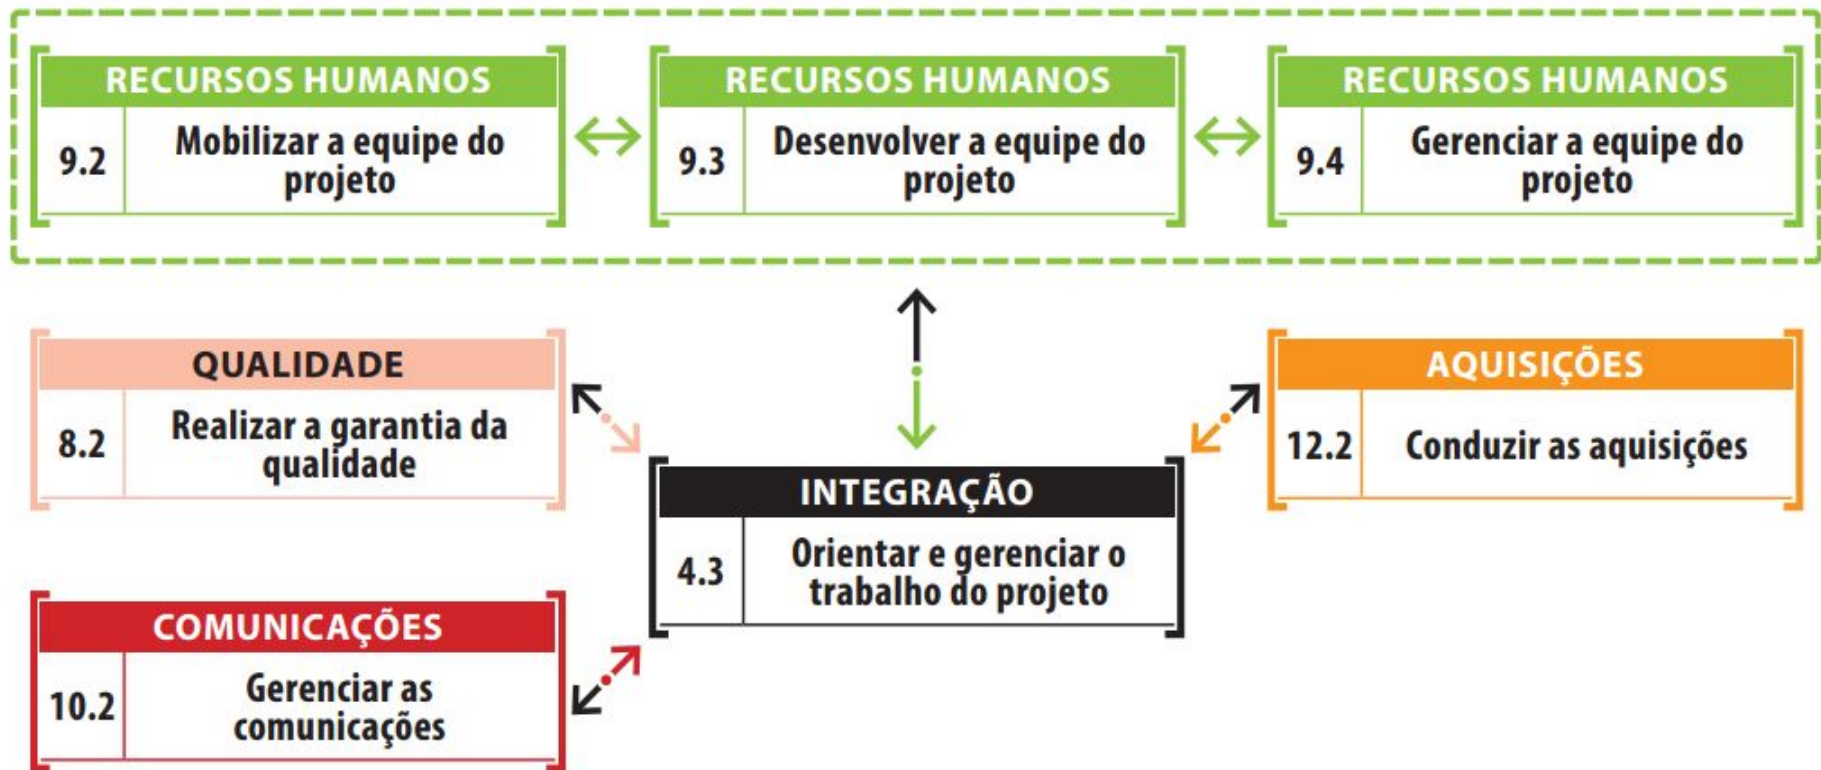 RECURSOS HUMANOS
9.2
Mobilizar a equipe do
projeto
RECURSOS HUMANOS
9.3
Desenvolver a equipe do
projeto
RECURSOS HUMANOS
9.4
Gerenciar a equipe do
projeto
QUALIDADE
8.2
Realizar a garantia da
qualidade
AQUISIÇÕES
12.2
Conduzir as aquisições
INTEGRAÇÃO
4.3
Orientar e gerenciar o
trabalho do projeto
COMUNICAÇÕES
10.2
Gerenciar as
comunicações